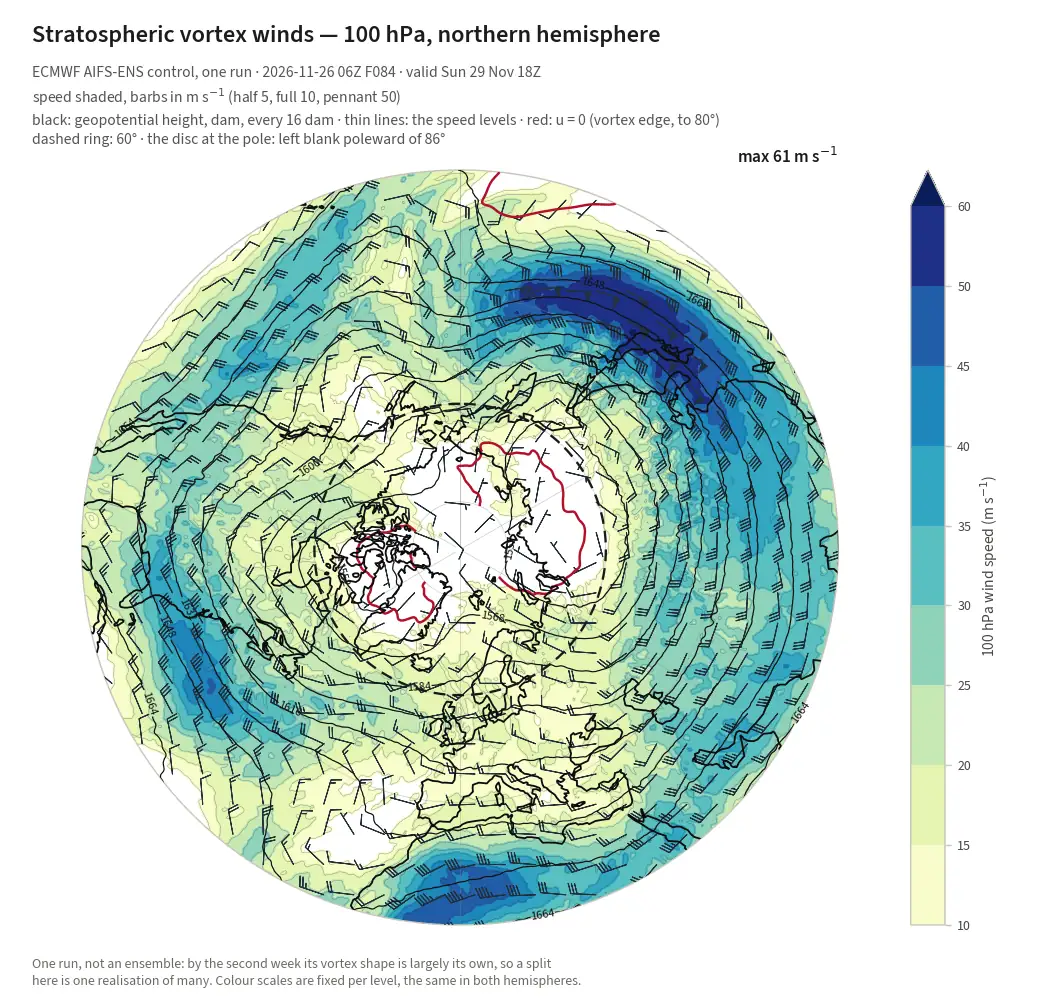 Stratospheric vortex winds — 100 hPa, northern hemisphere
ECMWF AIFS-ENS control, one run · 2026-11-26 06Z F084 · valid Sun 29 Nov 18Z
speed shaded, barbs in m s⁻¹ (half 5, full 10, pennant 50)
black: geopotential height, dam, every 16 dam · thin lines: the speed levels · red: u = 0 (vortex edge, to 80°)
dashed ring: 60° · the disc at the pole: left blank poleward of 86°
max 61 m s⁻¹
60
50
45
40
35
30
25
20
15
10
100 hPa wind speed (m s⁻¹)
1648
1600
1568
1584
1664
1664
1664
One run, not an ensemble: by the second week its vortex shape is largely its own, so a split
here is one realisation of many. Colour scales are fixed per level, the same in both hemispheres.